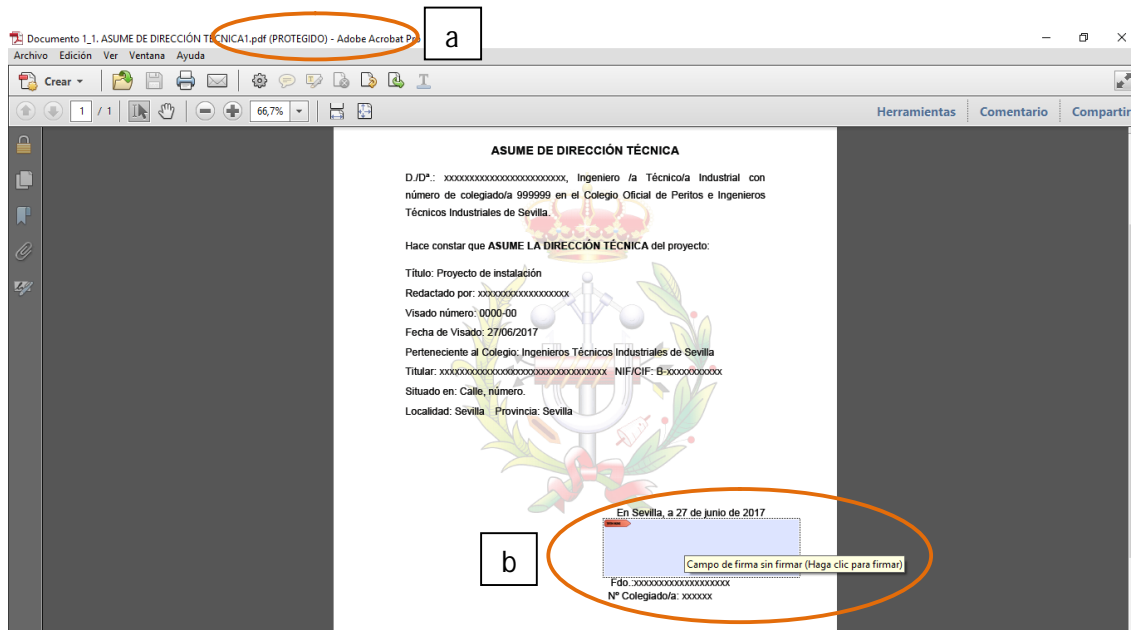 Documento 1_1. ASUME DE DIRECCIÓN TÉCNICA1.pdf (PROTEGIDO) - Adobe Acrobat Pro
a
Archivo Edición Ver Ventana Ayuda
Crear
1 / 1 66,7% Herramientas Comentario Compartir
ASUME DE DIRECCIÓN TÉCNICA
D./Dª.: xxxxxxxxxxxxxxxxxxxxxxxx, Ingeniero /a Técnico/a Industrial con
número de colegiado/a 999999 en el Colegio Oficial de Peritos e Ingenieros
Técnicos Industriales de Sevilla.
Hace constar que ASUME LA DIRECCIÓN TÉCNICA del proyecto:
Título: Proyecto de instalación
Redactado por: xxxxxxxxxxxxxxxxxx
Visado número: 0000-00
Fecha de Visado: 27/06/2017
Perteneciente al Colegio: Ingenieros Técnicos Industriales de Sevilla
Titular: xxxxxxxxxxxxxxxxxxxxxxxxxxxxxxxxx NIF/CIF: B-xxxxxxxxxxx
Situado en: Calle, número.
Localidad: Sevilla Provincia: Sevilla
En Sevilla, a 27 de junio de 2017
b
Campo de firma sin firmar (Haga clic para firmar)
Fdo.:xxxxxxxxxxxxxxxxxxx
Nº Colegiado/a: xxxxxx